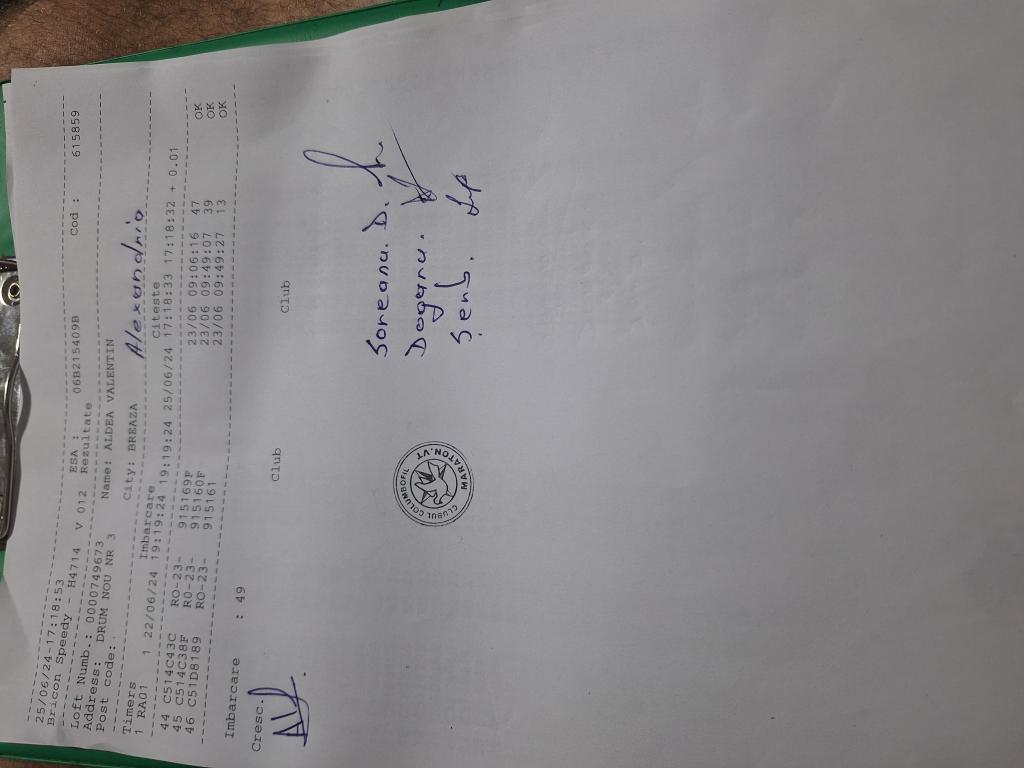 25/06/24-17:18:53
Bricon Speedy H4714 V 012 ESA : 06B215409B Cod : 615859
Rezultate
Loft Numb.: 0000749673 Name: ALDEA VALENTIN
Address: DRUM NOU NR 3
Post code: City: BREAZA Alexandria
Timers Imbarcare Citeste
1 RA01 1 22/06/24 19:19:24 19:19:24 25/06/24 17:18:33 17:18:32 + 0.01
44 C514C43C RO-23- 915169F 23/06 09:06:16 47 OK
45 C514C38F RO-23- 915160F 23/06 09:49:07 39 OK
46 C51D8189 RO-23- 915161 23/06 09:49:27 13 OK
Imbarcare : 49
Cresc. Club Club
Soreanu. D.
Dogaru.
Șerb.
CLUBUL COLUMBOFIL
MARATON-VT